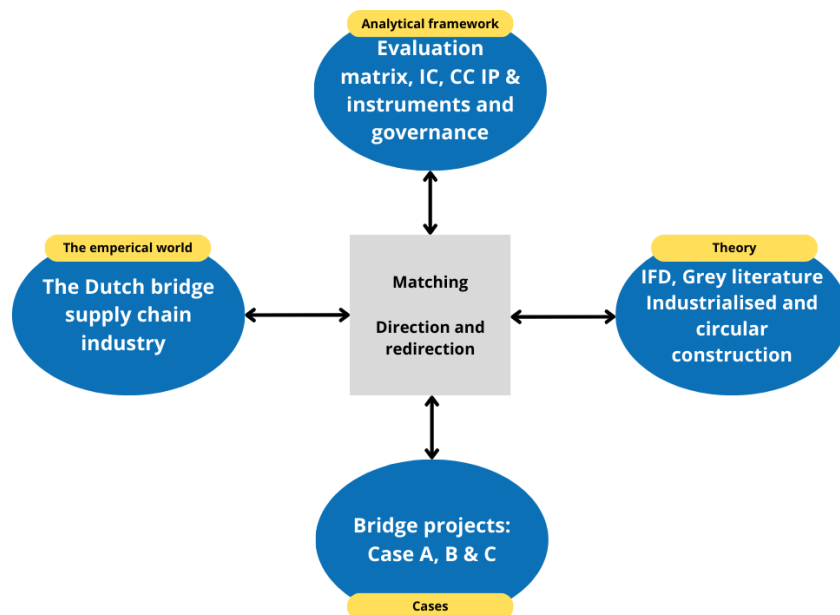 Analytical framework
Evaluation
matrix, IC, CC IP &
instruments and
governance
The emperical world
The Dutch bridge
supply chain
industry
Matching
Direction and
redirection
Theory
IFD, Grey literature
Industrialised and
circular
construction
Bridge projects:
Case A, B & C
Cases